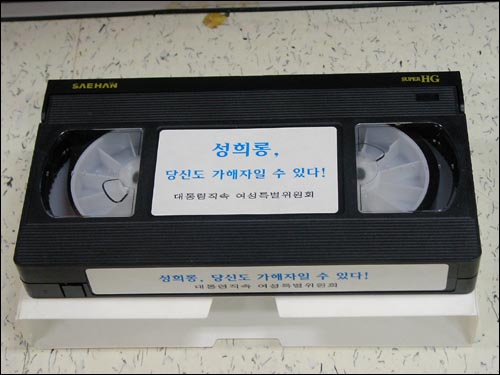 SAEHAN
SUPER HG
성희롱,
당신도 가해자일 수 있다!
대통령직속 여성특별위원회
성희롱, 당신도 가해자일 수 있다!
대통령직속 여성특별위원회